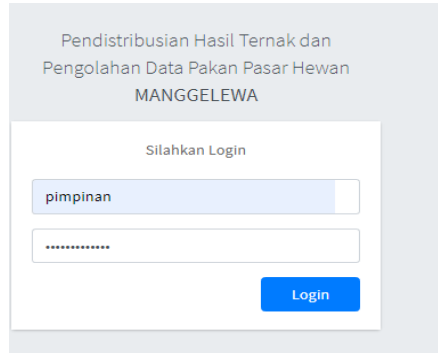 Pendistribusian Hasil Ternak dan
Pengolahan Data Pakan Pasar Hewan
MANGGELEWA
Silahkan Login
pimpinan
•••••••••••••
Login